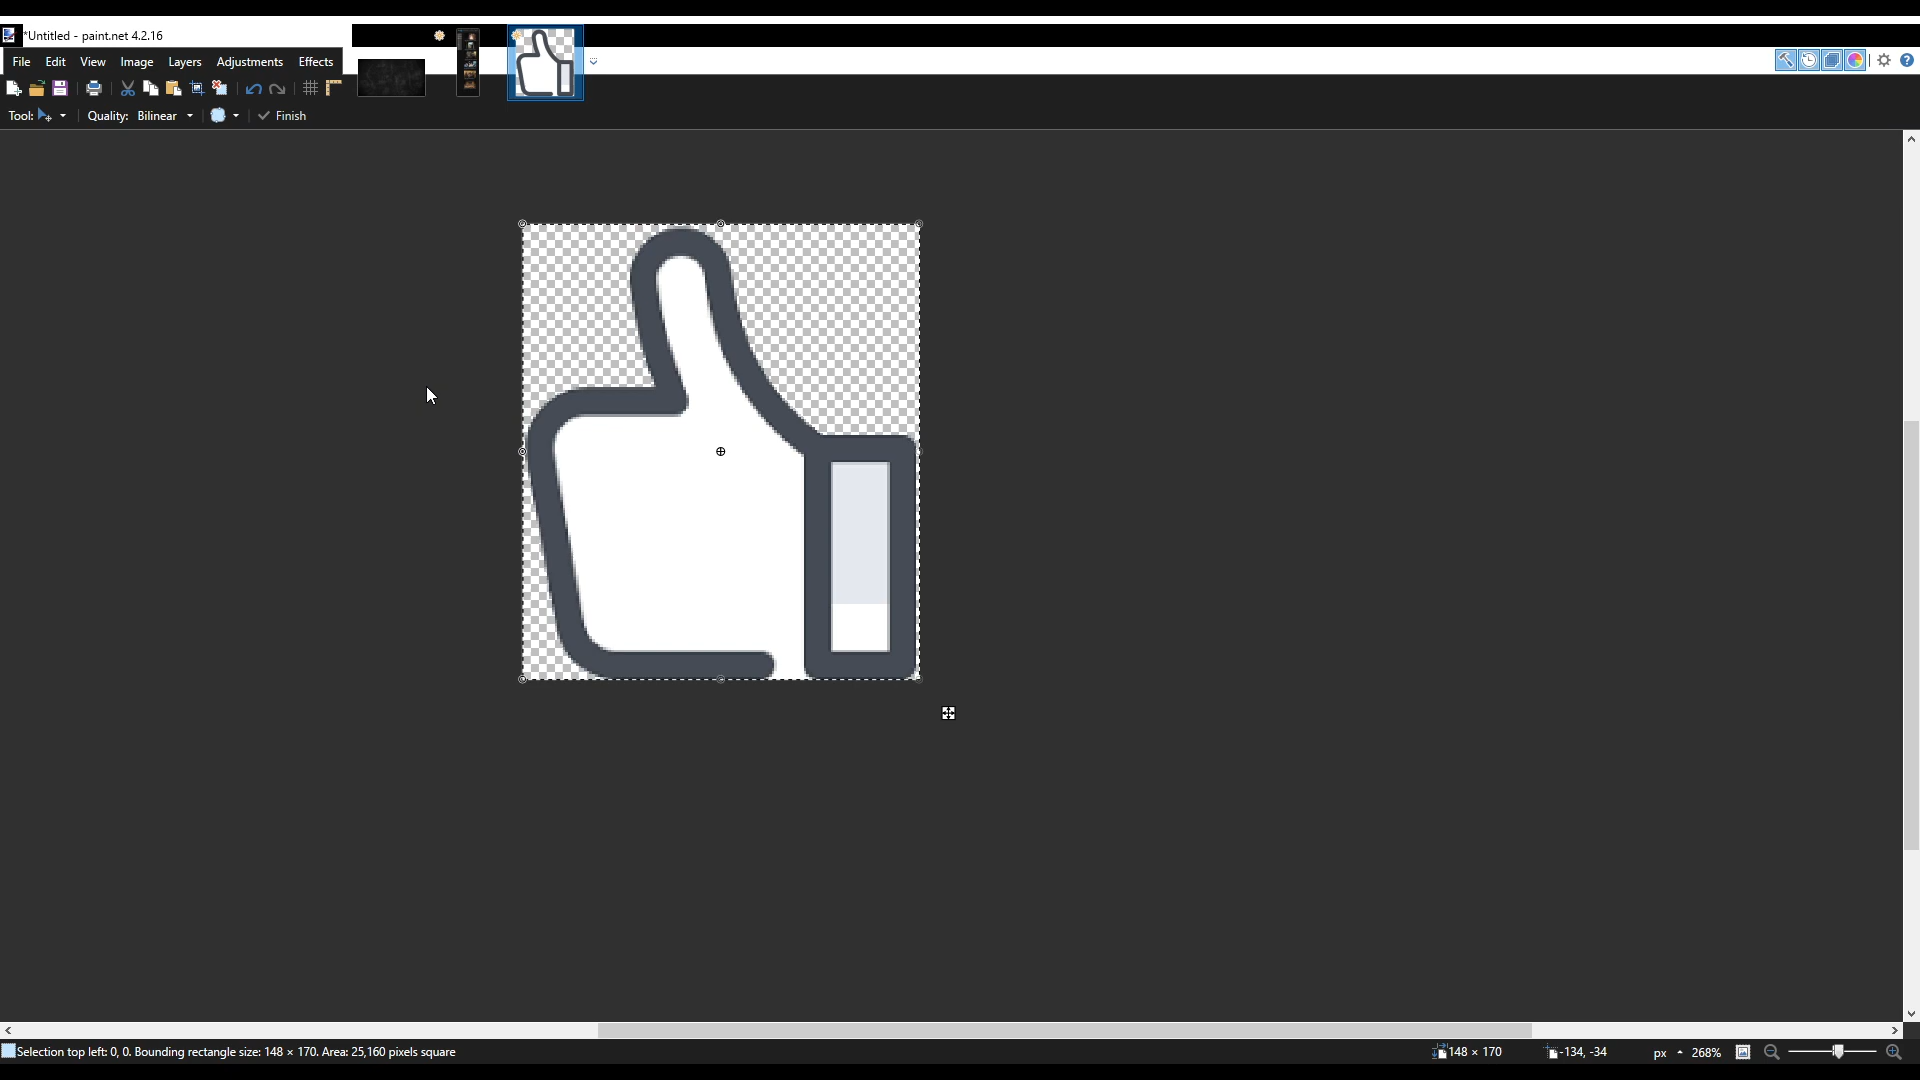 *Untitled - paint.net 4.2.16
File Edit View Image Layers Adjustments Effects
Tool: Quality: Bilinear Finish
Selection top left: 0, 0. Bounding rectangle size: 148 × 170. Area: 25,160 pixels square 148 × 170 -134, -34 px 268%